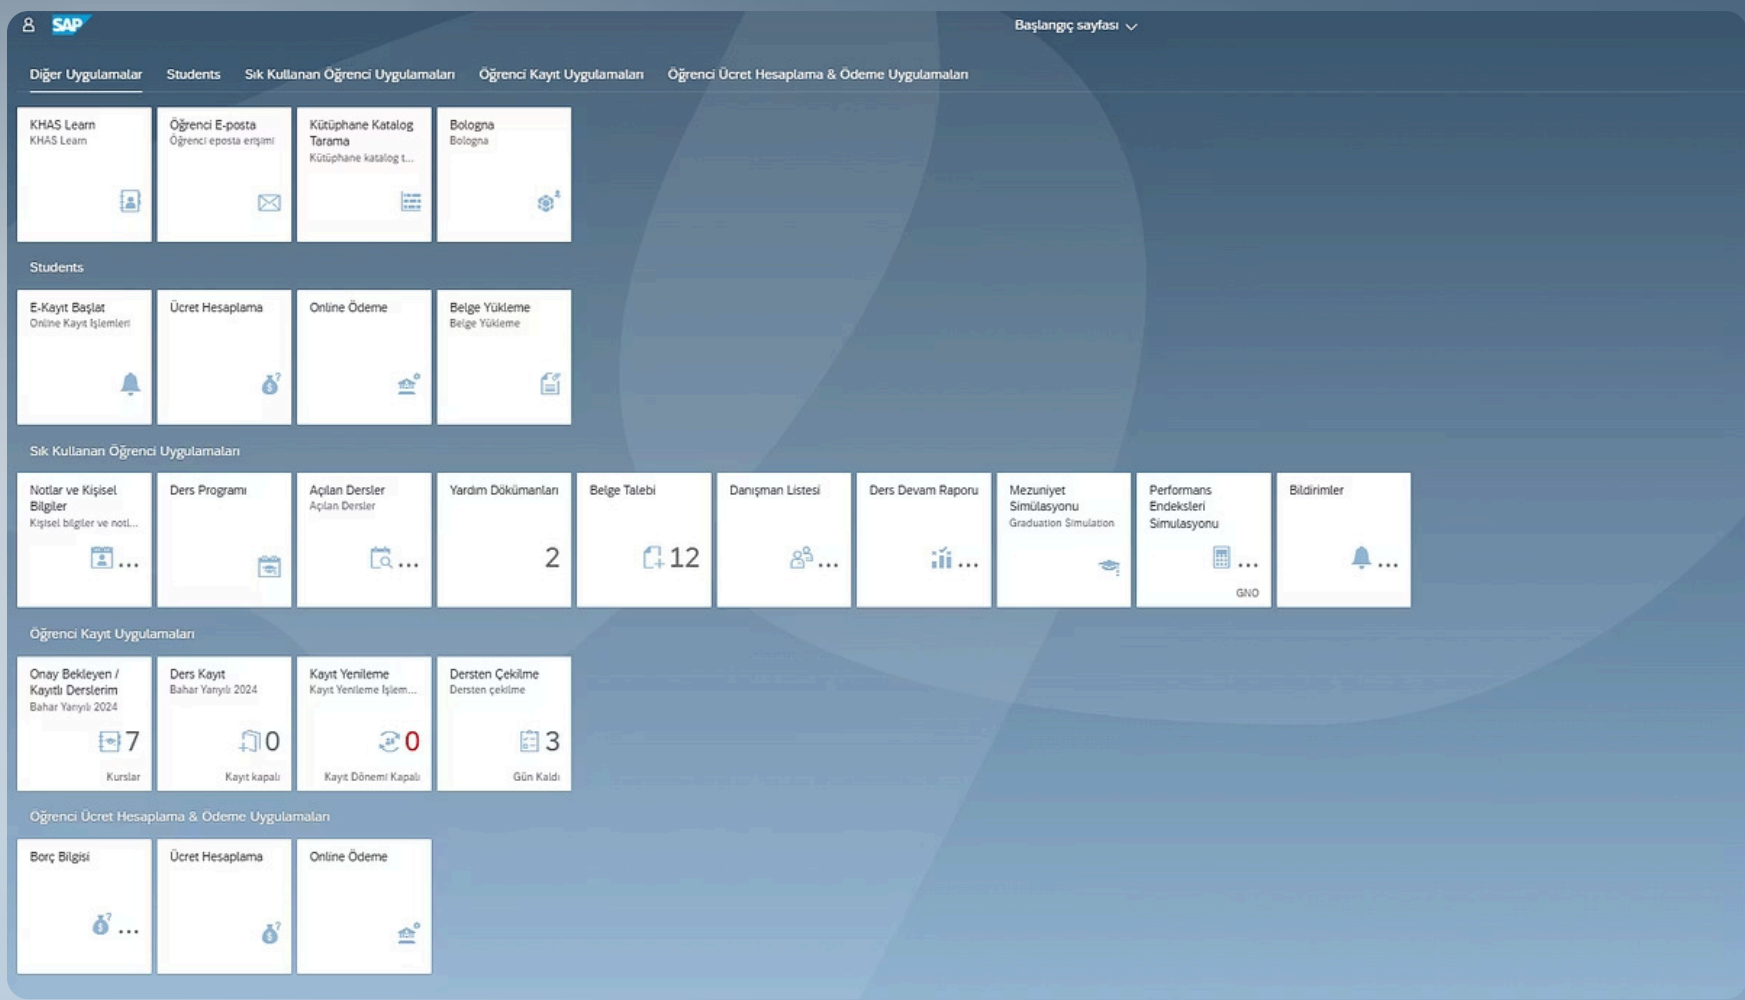 SAP
Başlangıç sayfası
Diğer Uygulamalar Students Sık Kullanan Öğrenci Uygulamaları Öğrenci Kayıt Uygulamaları Öğrenci Ücret Hesaplama & Ödeme Uygulamaları
KHAS Learn
KHAS Learn
Öğrenci E-posta
Öğrenci eposta erişimi
Kütüphane Katalog
Tarama
Kütüphane katalog t...
Bologna
Bologna
Students
E-Kayıt Başlat
Online Kayıt İşlemleri
Ücret Hesaplama
Online Ödeme
Belge Yükleme
Belge Yükleme
Sık Kullanan Öğrenci Uygulamaları
Notlar ve Kişisel
Bilgiler
Kişisel bilgiler ve notl...
...
Ders Programı
Açılan Dersler
Açılan Dersler
...
Yardım Dökümanları
2
Belge Talebi
12
Danışman Listesi
...
Ders Devam Raporu
...
Mezuniyet
Simülasyonu
Graduation Simulation
Performans
Endeksleri
Simulasyonu
...
GNO
Bildirimler
...
Öğrenci Kayıt Uygulamaları
Onay Bekleyen /
Kayıtlı Derslerim
Bahar Yarıyılı 2024
7
Kurslar
Ders Kayıt
Bahar Yarıyılı 2024
0
Kayıt kapalı
Kayıt Yenileme
Kayıt Yenileme İşlem...
0
Kayıt Dönemi Kapalı
Dersten Çekilme
Dersten çekilme
3
Gün Kaldı
Öğrenci Ücret Hesaplama & Ödeme Uygulamaları
Borç Bilgisi
...
Ücret Hesaplama
Online Ödeme